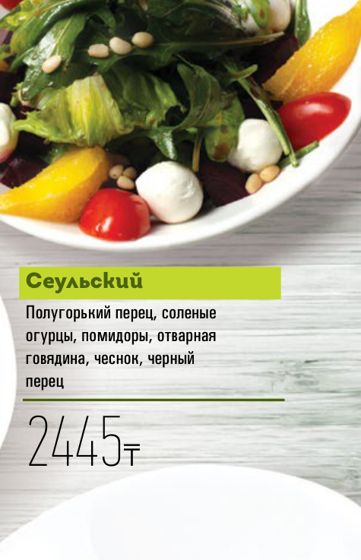 Сеульский
Полугорький перец, соленые
огурцы, помидоры, отварная
говядина, чеснок, черный
перец
2445₸